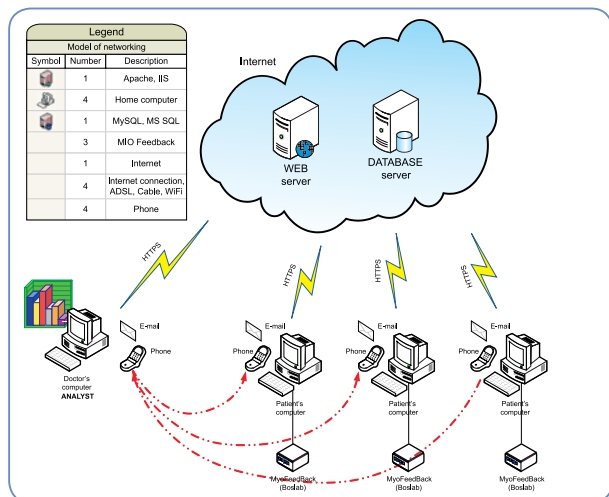 Legend
Model of networking
Symbol Number Description
1 Apache, IIS
4 Home computer
1 MySQL, MS SQL
3 MIO Feedback
1 Internet
4 Internet connection,
ADSL, Cable, WiFi
4 Phone
Internet
WEB
server
DATABASE
server
HTTPS
HTTPS
HTTPS
HTTPS
E-mail
Phone
Doctor's
computer
ANALYST
E-mail
Phone
Patient's
computer
E-mail
Phone
Patient's
computer
E-mail
Phone
Patient's
computer
MyoFeedBack
(Boslab)
MyoFeedBack
(Boslab)
MyoFeedBack
(Boslab)